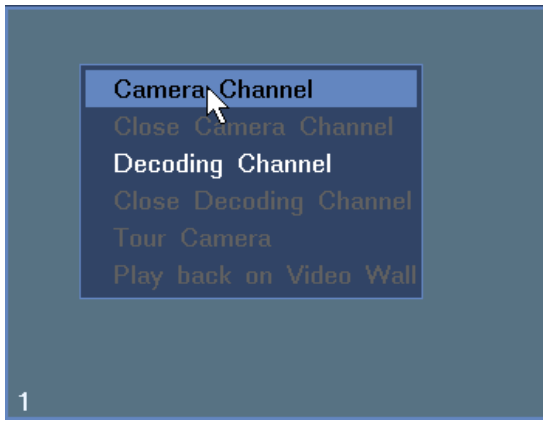 Camera Channel
Close Camera Channel
Decoding Channel
Close Decoding Channel
Tour Camera
Play back on Video Wall
1